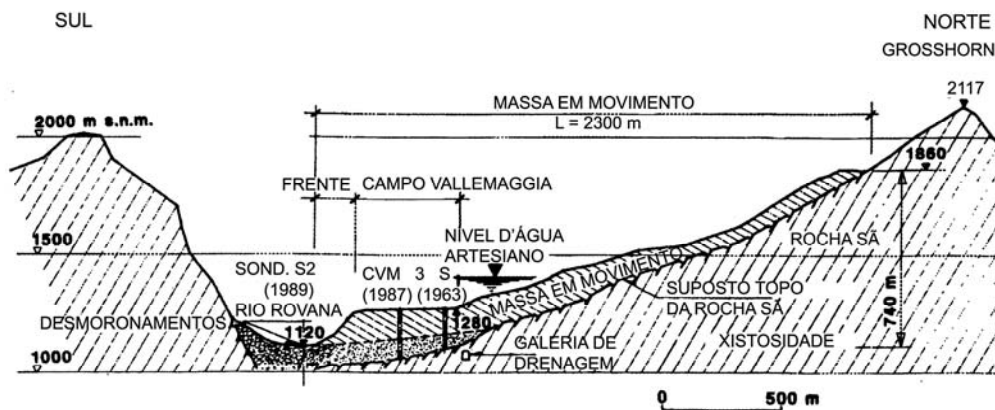 SUL
NORTE
GROSSHORN
2117
MASSA EM MOVIMENTO
L = 2300 m
2000 m s.n.m.
1860
FRENTE
CAMPO VALLEMAGGIA
NÍVEL D'ÁGUA
ARTESIANO
ROCHA SÃ
1500
SOND. S2
(1989)
RIO ROVANA
CVM 3 S
(1987) (1963)
MASSA EM MOVIMENTO
SUPOSTO TOPO
DA ROCHA SÃ
740 m
DESMORONAMENTOS
1120
1280
GALERIA DE
DRENAGEM
XISTOSIDADE
1000
0
500 m